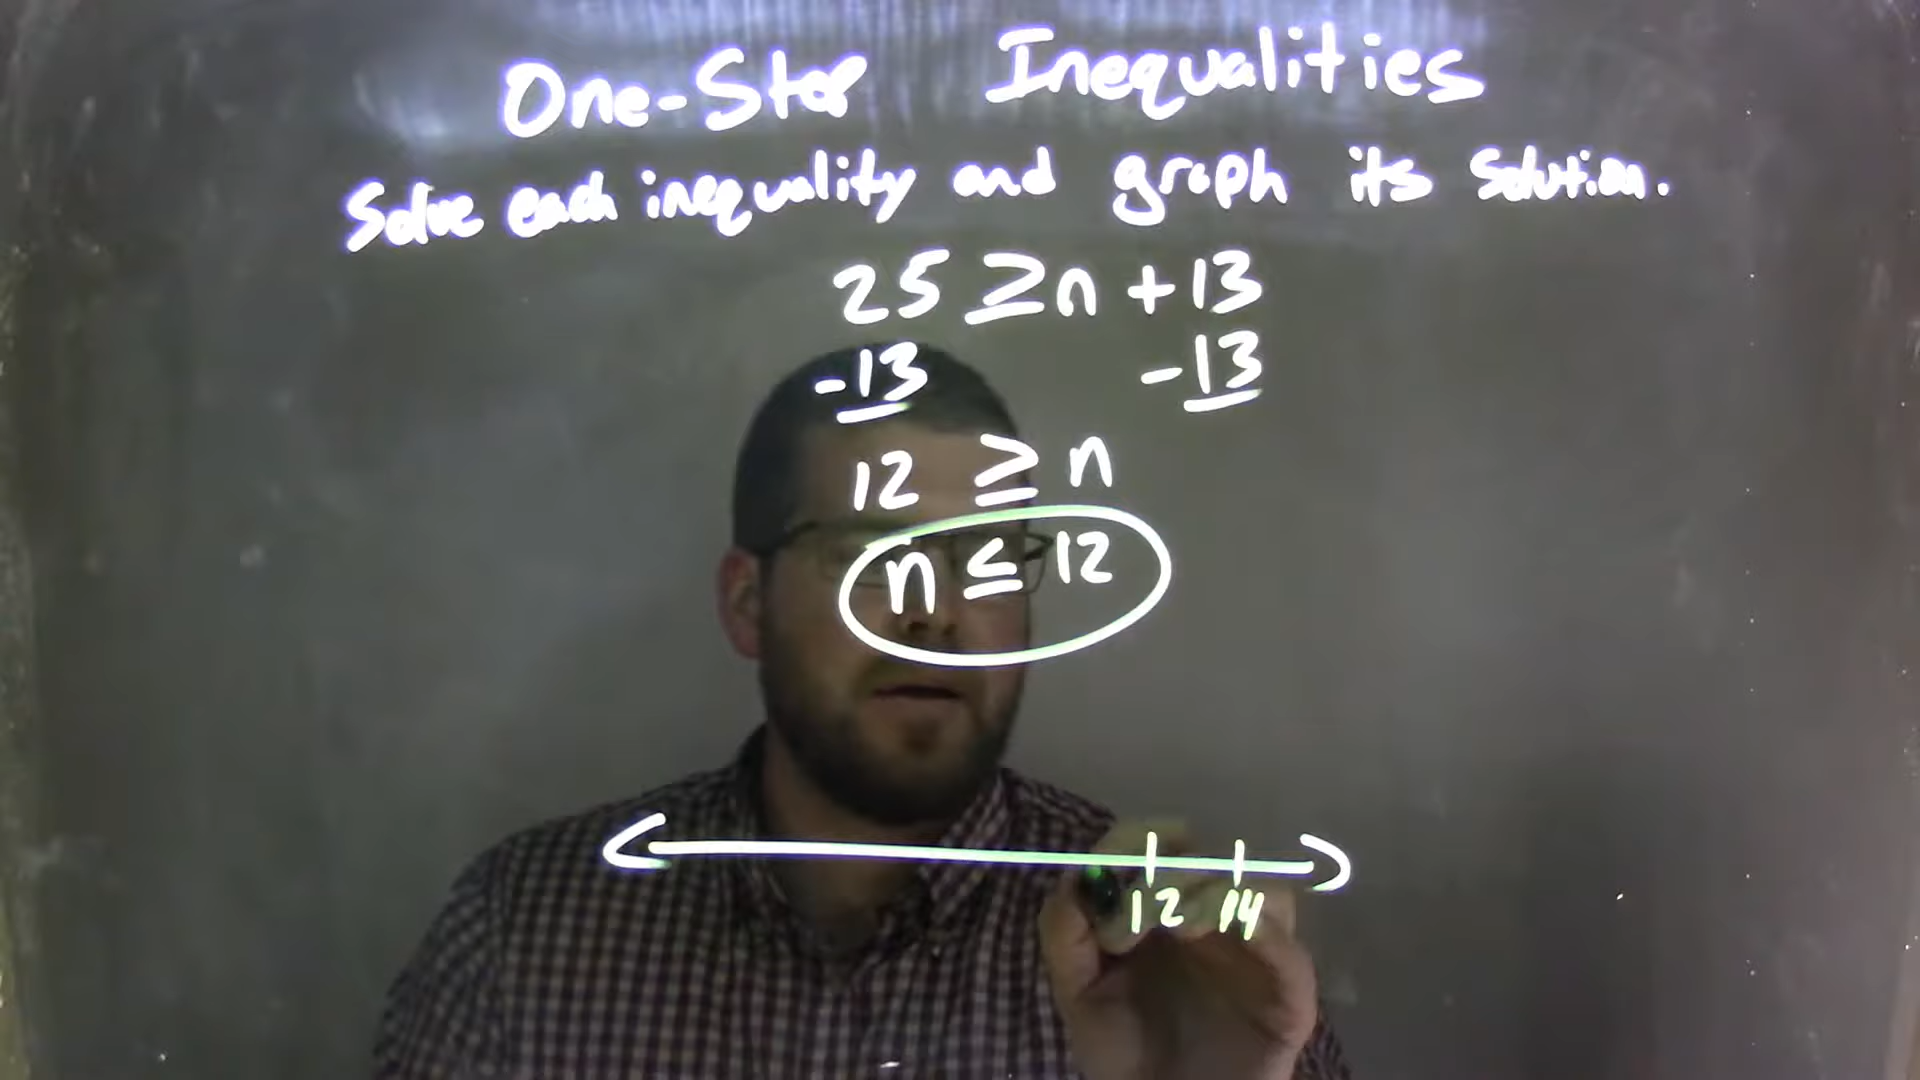 One-Step Inequalities
Solve each inequality and graph its solution.
25 ≥ n + 13
-13 -13
12 ≥ n
n ≤ 12
12 14